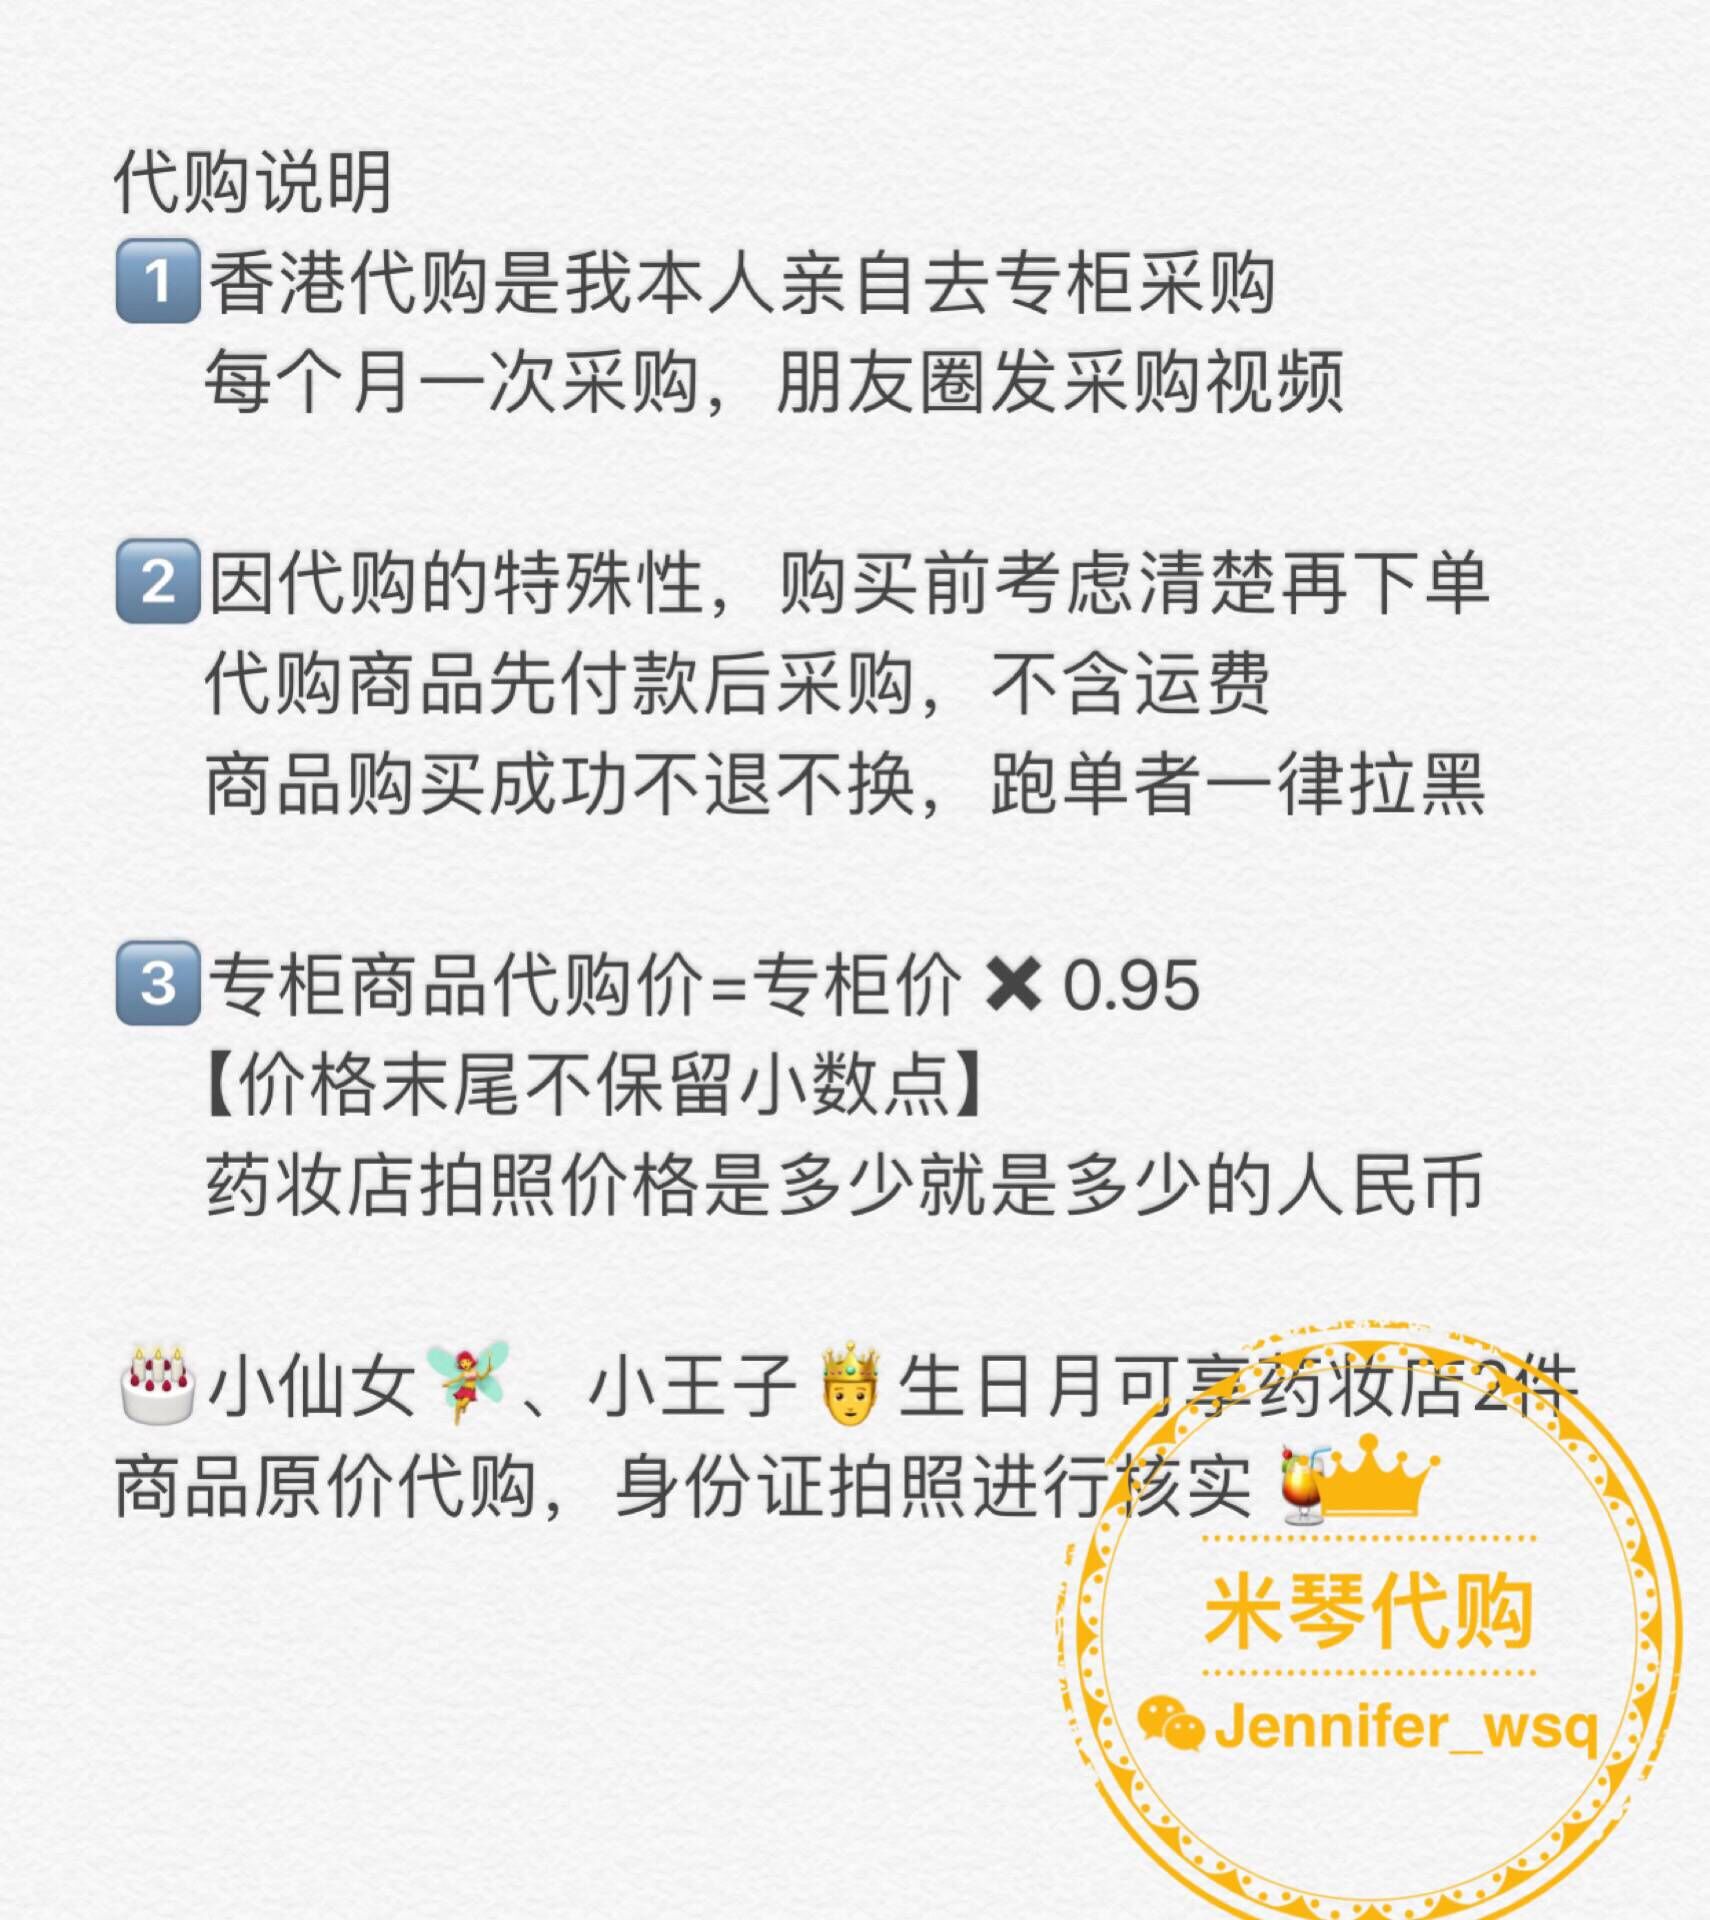 代购说明
1️⃣香港代购是我本人亲自去专柜采购
每个月一次采购，朋友圈发采购视频
2️⃣因代购的特殊性，购买前考虑清楚再下单
代购商品先付款后采购，不含运费
商品购买成功不退不换，跑单者一律拉黑
3️⃣专柜商品代购价=专柜价 ✖️ 0.95
【价格末尾不保留小数点】
药妆店拍照价格是多少就是多少的人民币
🎂小仙女🧚‍♀️、小王子🤴生日月可享药妆店2件
商品原价代购，身份证拍照进行核实🍹
米琴代购
Jennifer_wsq